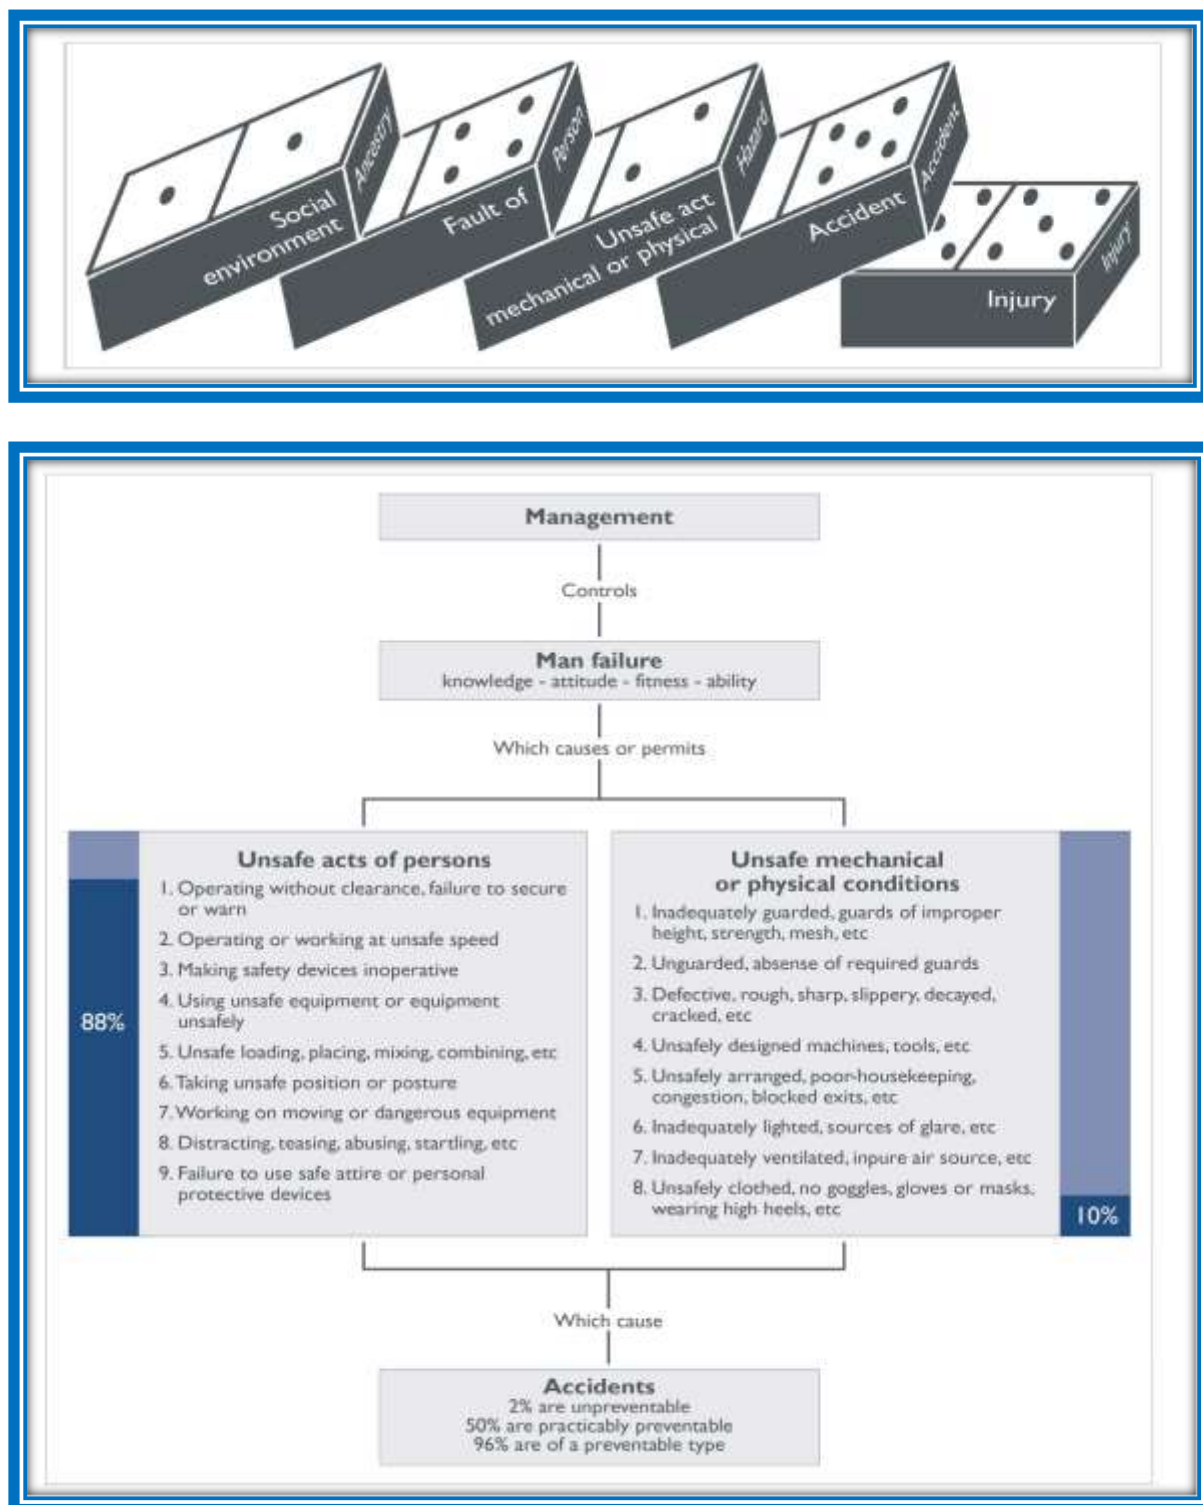 Social
environment
Ancestry
Fault of
Person
Unsafe act
mechanical or physical
Hazard
Accident
Accident
Injury
Injury
Management
Controls
Man failure
knowledge - attitude - fitness - ability
Which causes or permits
88%
Unsafe acts of persons
1. Operating without clearance, failure to secure
or warn
2. Operating or working at unsafe speed
3. Making safety devices inoperative
4. Using unsafe equipment or equipment
unsafely
5. Unsafe loading, placing, mixing, combining, etc
6. Taking unsafe position or posture
7. Working on moving or dangerous equipment
8. Distracting, teasing, abusing, startling, etc
9. Failure to use safe attire or personal
protective devices
Unsafe mechanical
or physical conditions
1. Inadequately guarded, guards of improper
height, strength, mesh, etc
2. Unguarded, absense of required guards
3. Defective, rough, sharp, slippery, decayed,
cracked, etc
4. Unsafely designed machines, tools, etc
5. Unsafely arranged, poor-housekeeping,
congestion, blocked exits, etc
6. Inadequately lighted, sources of glare, etc
7. Inadequately ventilated, inpure air source, etc
8. Unsafely clothed, no goggles, gloves or masks,
wearing high heels, etc
10%
Which cause
Accidents
2% are unpreventable
50% are practicably preventable
96% are of a preventable type